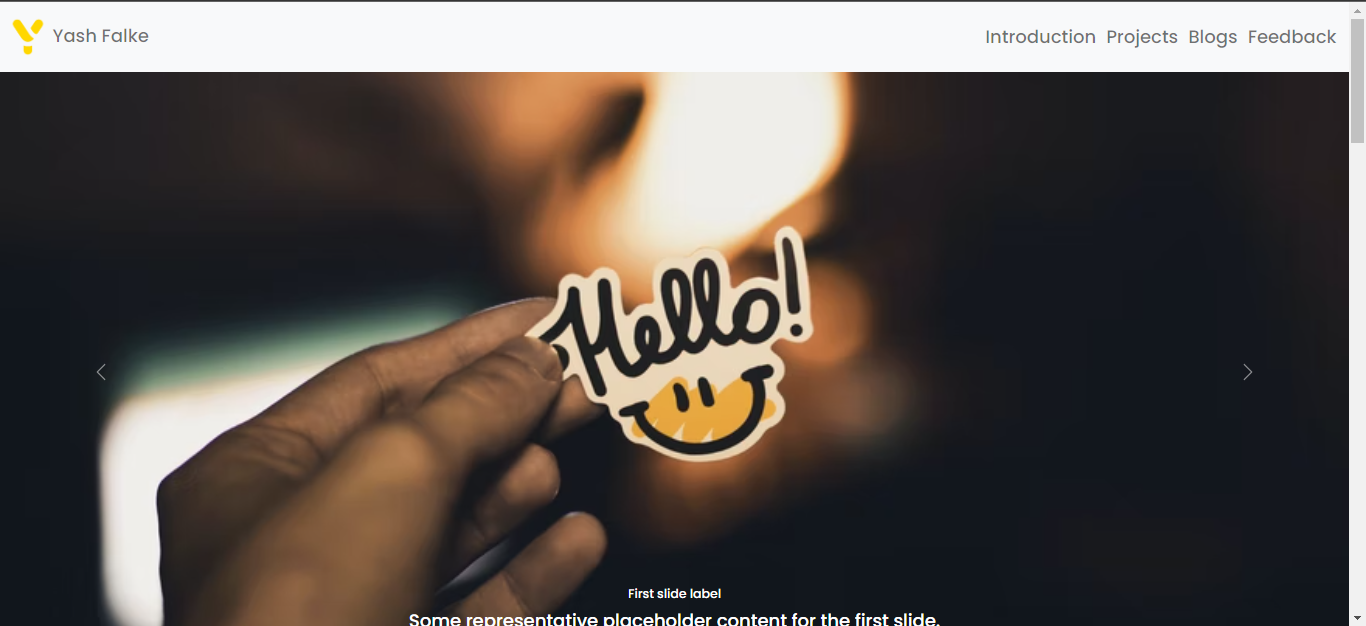 Yash Falke
Introduction Projects Blogs Feedback
Hello!
First slide label
Some representative placeholder content for the first slide.